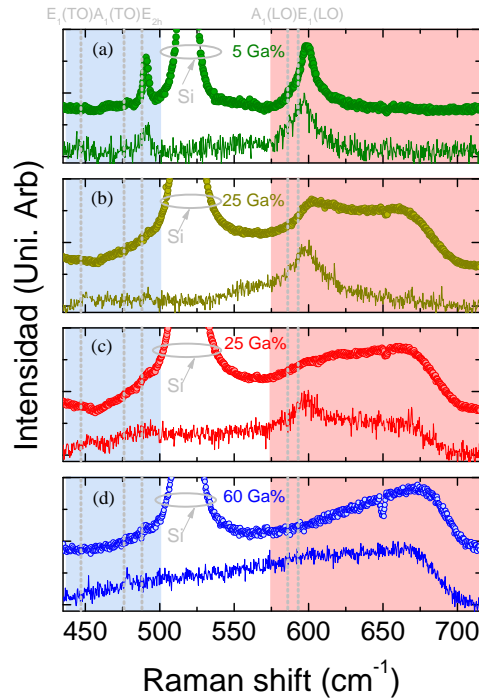 E₁(TO)A₁(TO)E₂ₕ A₁(LO)E₁(LO)
(a) 5 Ga%
Si
(b) 25 Ga%
Si
(c) 25 Ga%
Si
(d) 60 Ga%
Si
Intensidad (Uni. Arb)
450 500 550 600 650 700
Raman shift (cm⁻¹)